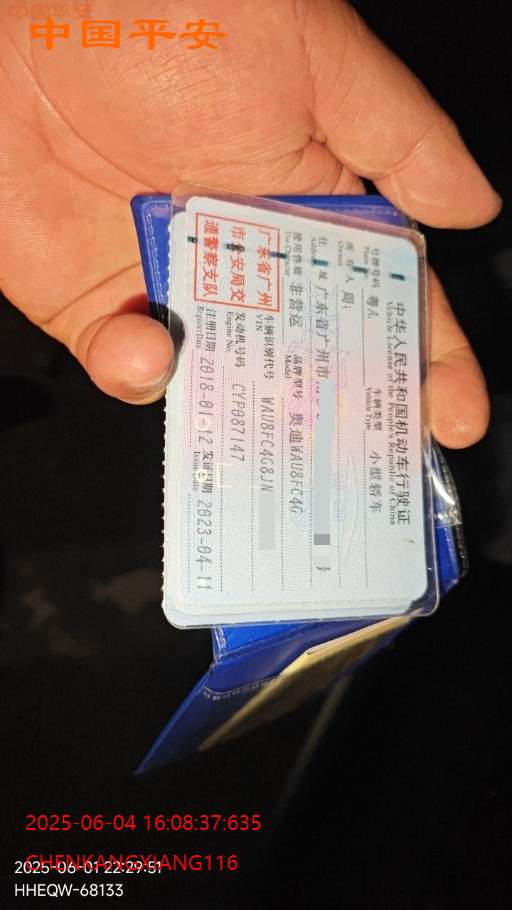 中国平安
中国平安
中华人民共和国机动车行驶证
Vehicle License of the People's Republic of China
号牌号码 粤A 车辆类型 小型轿车
Plate No. Vehicle Type
所有人 周
Owner
住址 广东省广州市 号
Address
使用性质 非营运 品牌型号 奥迪WAU8FC4G
Use Character Model
广东省广州市公安局交通警察支队
车辆识别代号 WAU8FC4G8JN
VIN
发动机号码 CYP087147
Engine No.
注册日期 2018-01-12 发证日期 2023-04-11
Register Date Issue Date
2025-06-04 16:08:37:635
CHENKANGXIANG116
2025-06-01 22:29:51
HHEQW-68133